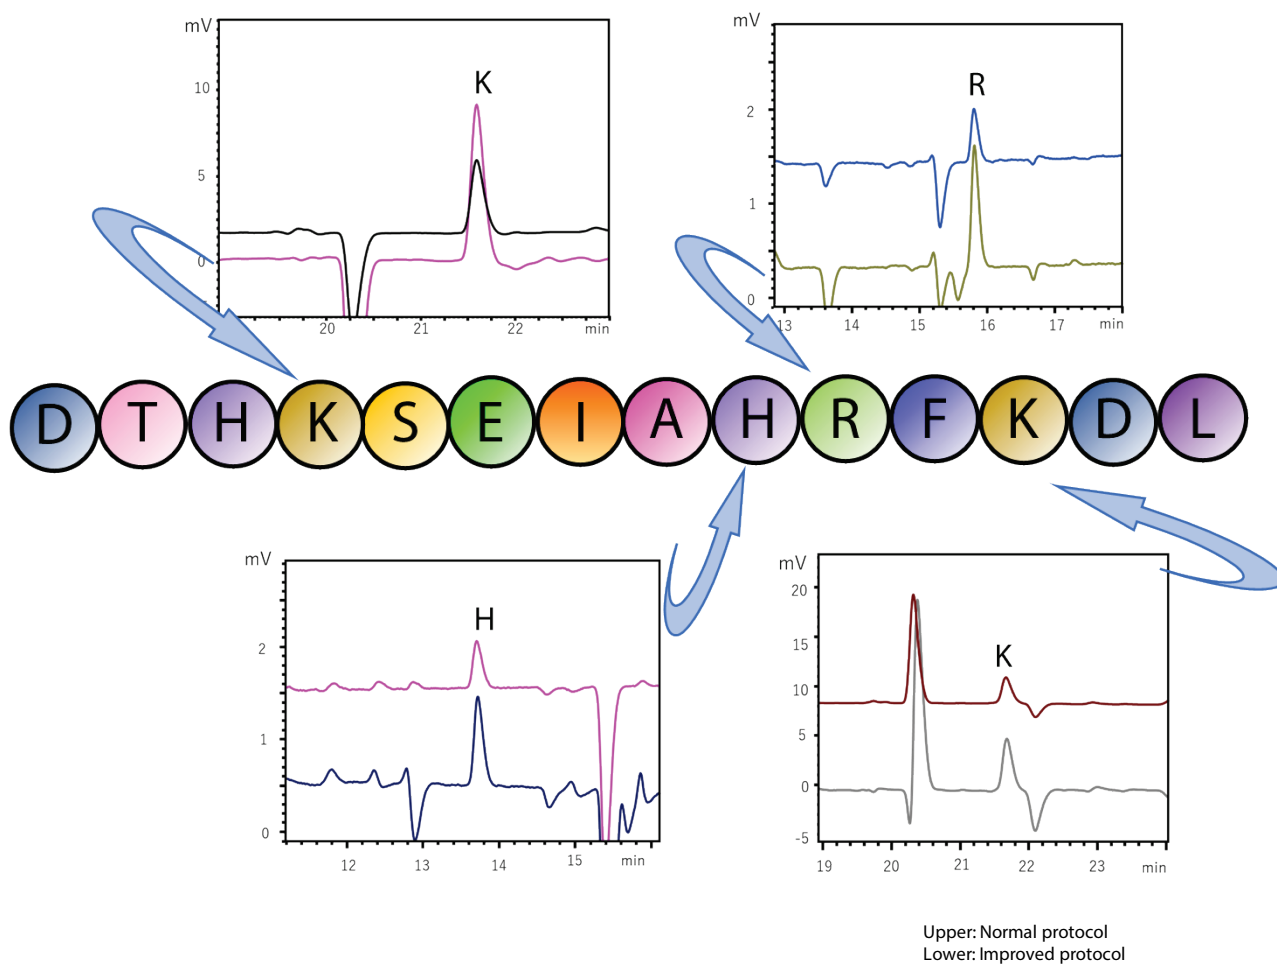 mV
K
10
5
0
20 21 22 min
mV
R
2
1
0
13 14 15 16 17 min
D T H K S E I A H R F K D L
mV
H
2
1
0
12 13 14 15 min
mV
K
20
15
10
5
0
-5
19 20 21 22 23 min
Upper: Normal protocol
Lower: Improved protocol